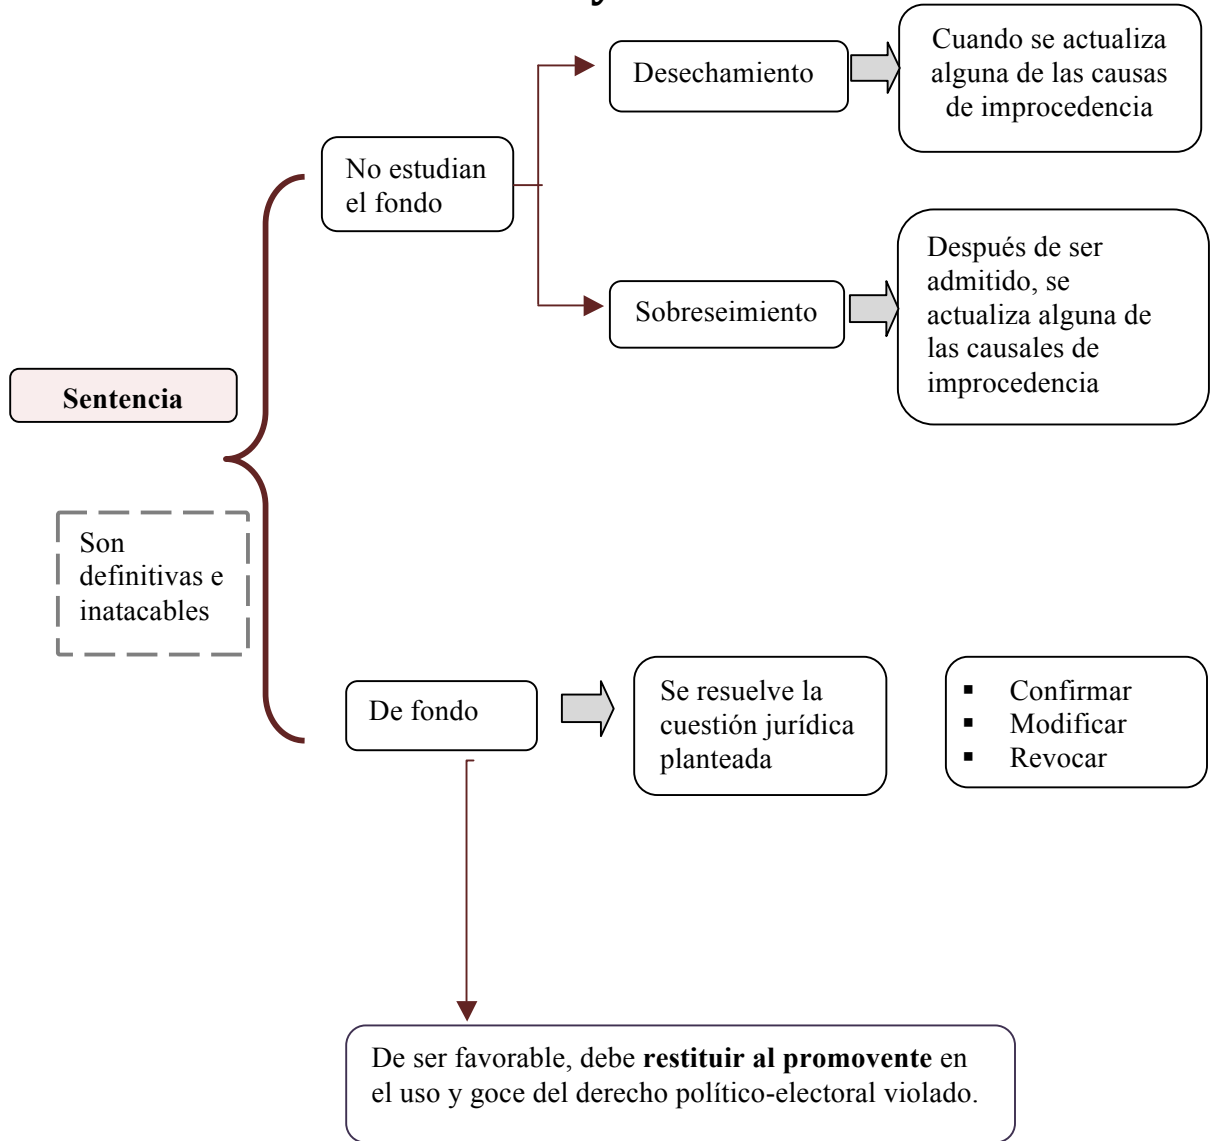 Desechamiento
Cuando se actualiza
alguna de las causas
de improcedencia
No estudian
el fondo
Sobreseimiento
Después de ser
admitido, se
actualiza alguna de
las causales de
improcedencia
Sentencia
Son
definitivas e
inatacables
De fondo
Se resuelve la
cuestión jurídica
planteada
▪ Confirmar
▪ Modificar
▪ Revocar
De ser favorable, debe restituir al promovente en
el uso y goce del derecho político-electoral violado.